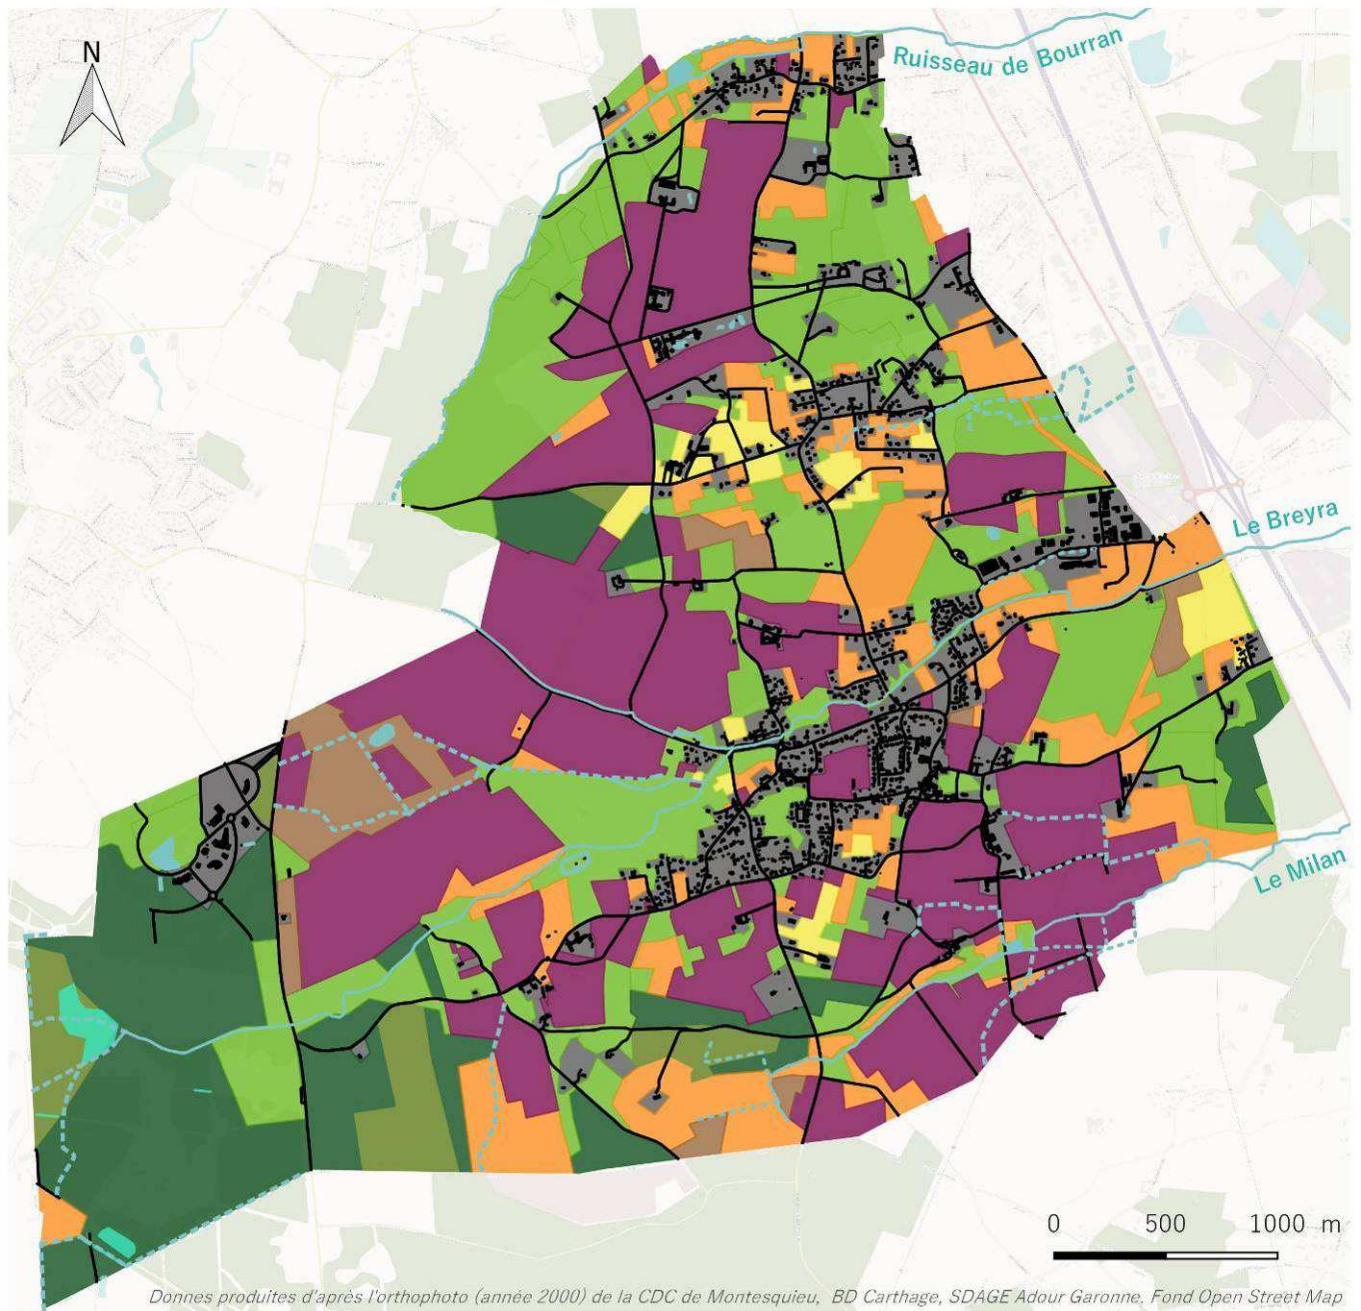 N
Ruisseau de Bourran
Le Breyra
Le Milan
0 500 1000 m
Donnes produites d'après l'orthophoto (année 2000) de la CDC de Montesquieu, BD Carthage, SDAGE Adour Garonne, Fond Open Street Map